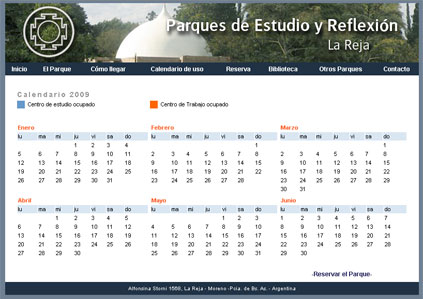 Parques de Estudio y Reflexión
La Reja
Inicio El Parque Cómo llegar Calendario de uso Reserva Biblioteca Otros Parques Contacto
Calendario 2009
Centro de estudio ocupado Centro de Trabajo ocupado
Enero Febrero Marzo
lu ma mi ju vi sa do lu ma mi ju vi sa do lu ma mi ju vi sa do
1 2 3 4 1 1
5 6 7 8 9 10 11 2 3 4 5 6 7 8 2 3 4 5 6 7 8
12 13 14 15 16 17 18 9 10 11 12 13 14 15 9 10 11 12 13 14 15
19 20 21 22 23 24 25 16 17 18 19 20 21 22 16 17 18 19 20 21 22
26 27 28 29 30 31 23 24 25 26 27 28 23 24 25 26 27 28 29
30 31
Abril Mayo Junio
lu ma mi ju vi sa do lu ma mi ju vi sa do lu ma mi ju vi sa do
1 2 3 4 5 1 2 3 1 2 3 4 5 6 7
6 7 8 9 10 11 12 4 5 6 7 8 9 10 8 9 10 11 12 13 14
13 14 15 16 17 18 19 11 12 13 14 15 16 17 15 16 17 18 19 20 21
20 21 22 23 24 25 26 18 19 20 21 22 23 24 22 23 24 25 26 27 28
27 28 29 30 25 26 27 28 29 30 31 29 30
-Reservar el Parque-
Alfonsina Storni 1568, La Reja - Moreno -Pcia. de Bs. As. - Argentina